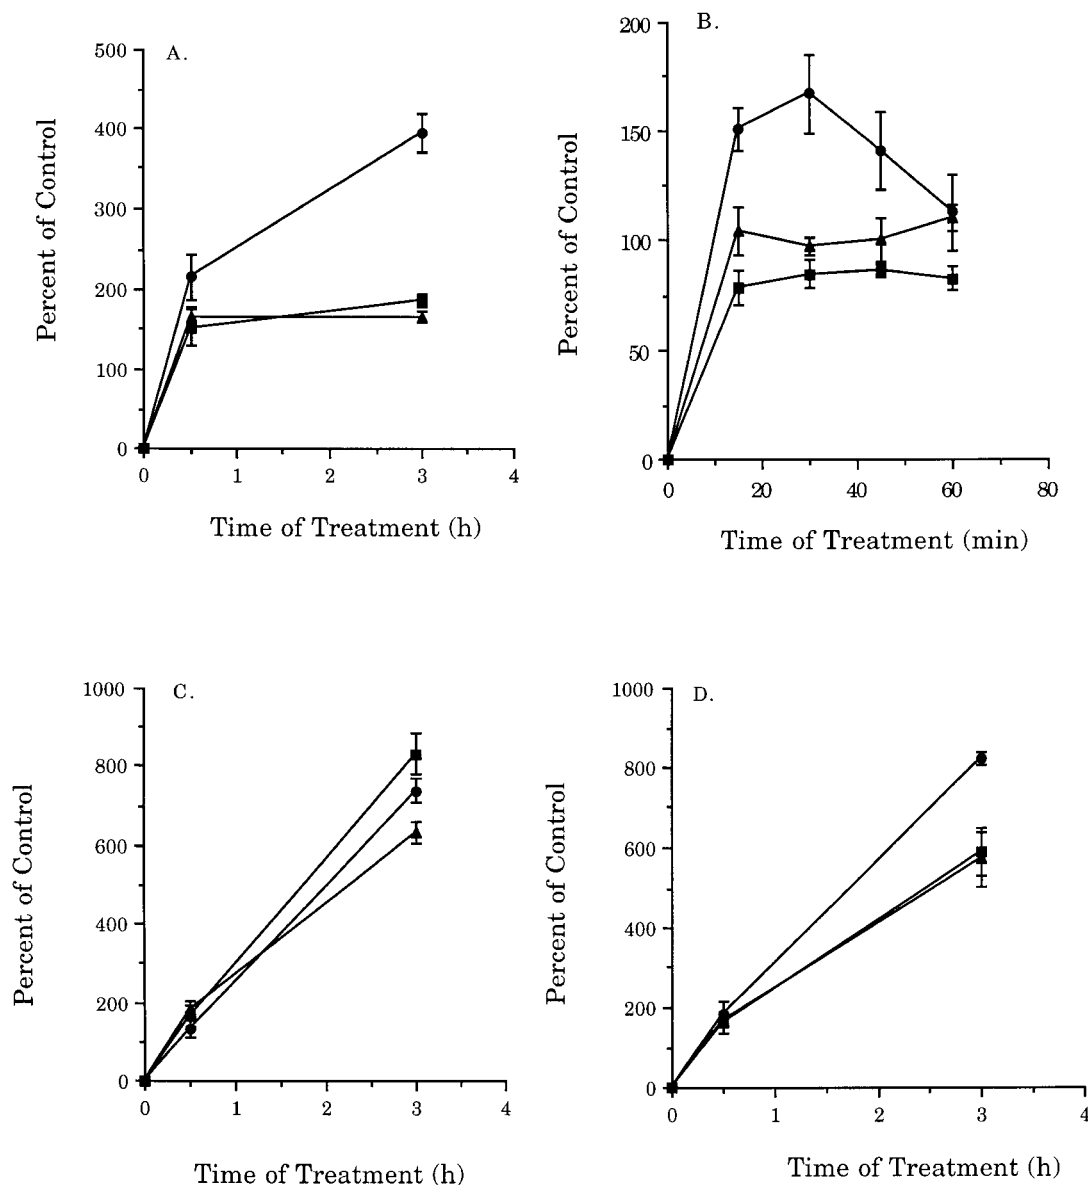 A.
500
400
300
200
100
0
0 1 2 3 4
Percent of Control
Time of Treatment (h)
B.
200
150
100
50
0
0 20 40 60 80
Percent of Control
Time of Treatment (min)
C.
1000
800
600
400
200
0
0 1 2 3 4
Percent of Control
Time of Treatment (h)
D.
1000
800
600
400
200
0
0 1 2 3 4
Percent of Control
Time of Treatment (h)